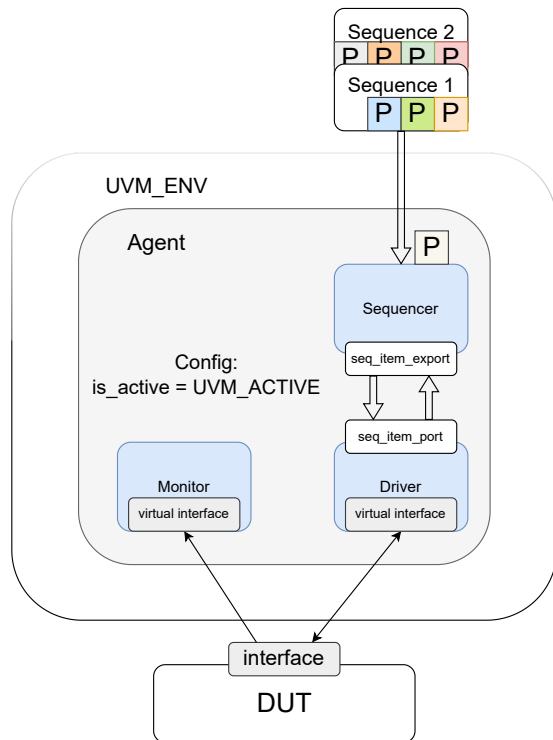 Sequence 2
P P P P
Sequence 1
P P P
UVM_ENV
Agent
P
Sequencer
seq_item_export
Config:
is_active = UVM_ACTIVE
seq_item_port
Monitor
virtual interface
Driver
virtual interface
interface
DUT